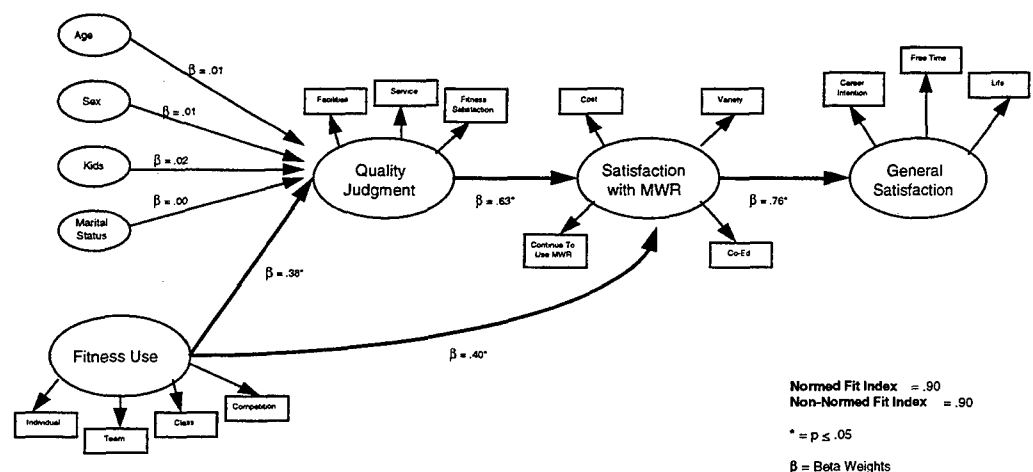 Age
β = .01
Sex
β = .01
Kids
β = .02
Marital
Status
β = .00
Facilities
Service
Fitness
Satisfaction
Quality
Judgment
β = .63*
Cost
Variety
Satisfaction
with MWR
Continue To
Use MWR
Co-Ed
β = .76*
Career
Intention
Free Time
Life
General
Satisfaction
β = .38*
Fitness Use
β = .40*
Individual
Team
Class
Competition
Normed Fit Index = .90
Non-Normed Fit Index = .90
* = p ≤ .05
β = Beta Weights